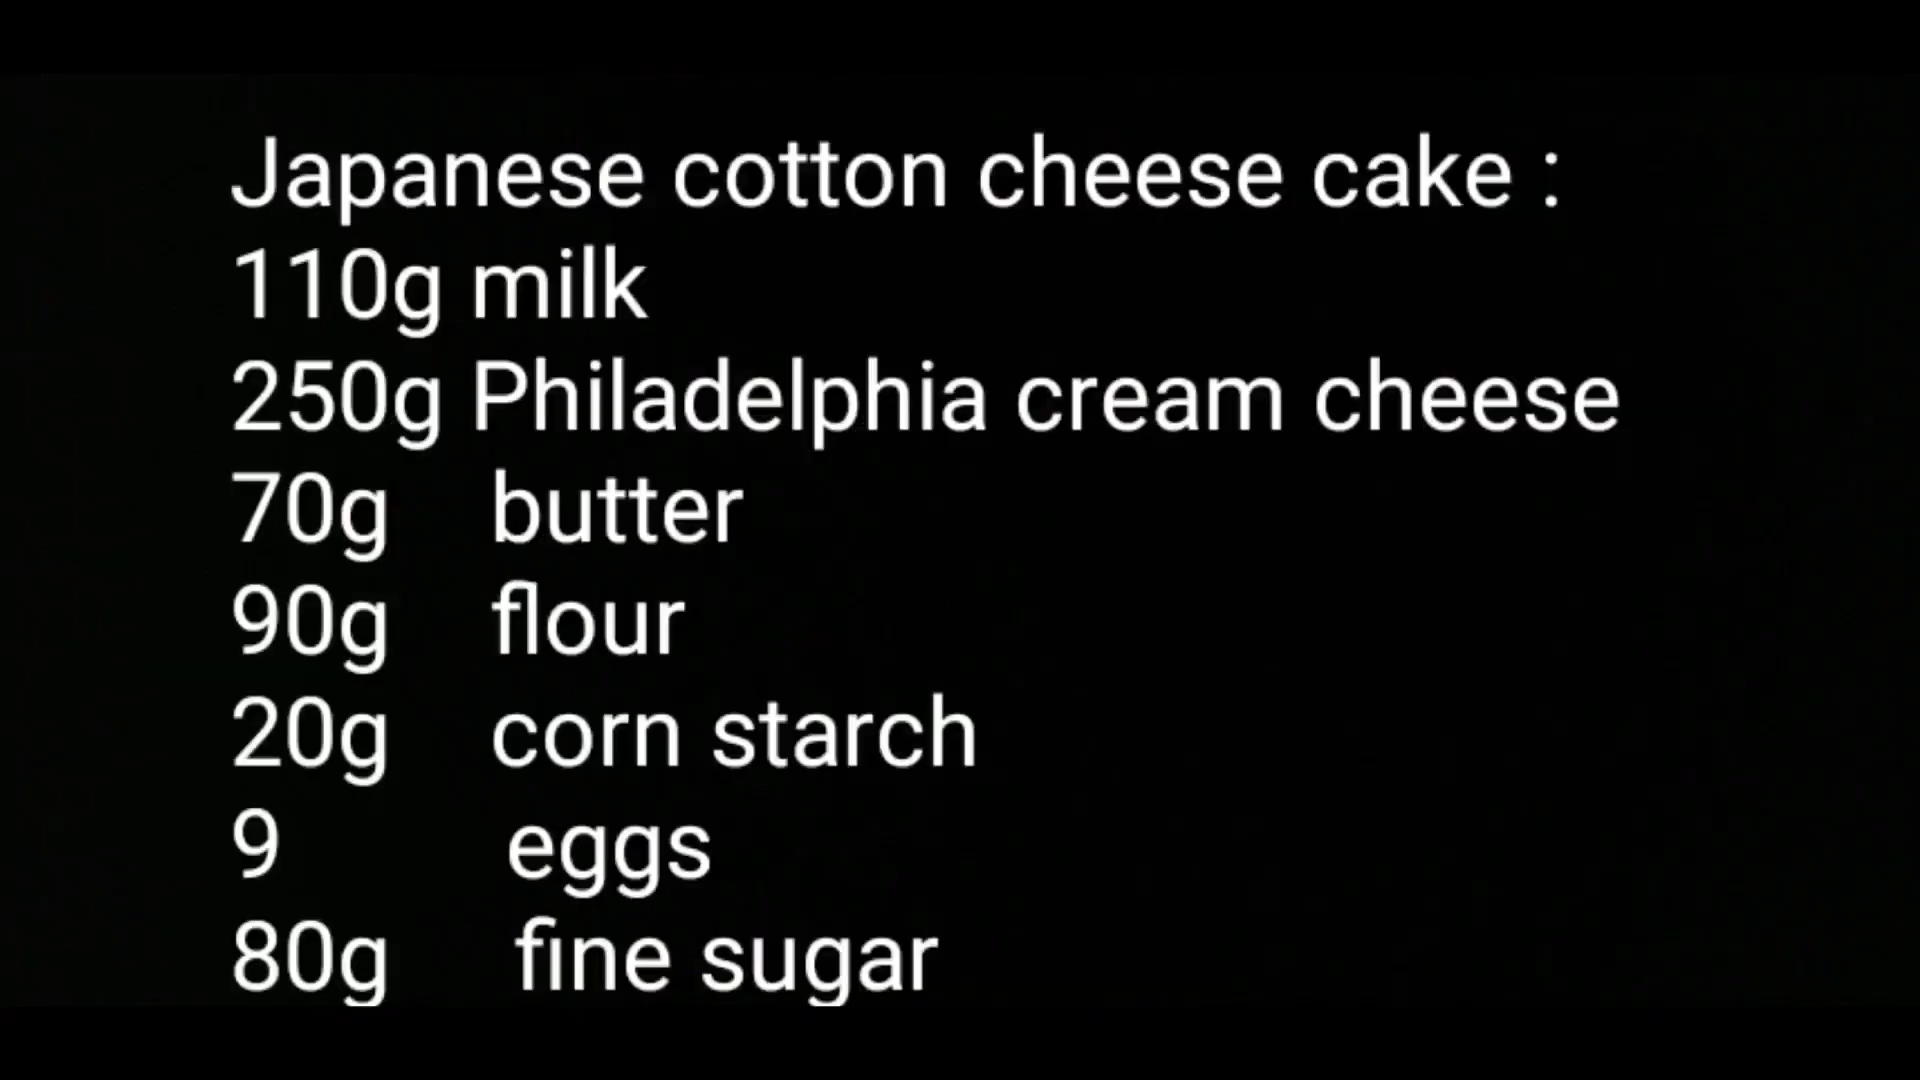 Japanese cotton cheese cake :
110g milk
250g Philadelphia cream cheese
70g butter
90g flour
20g corn starch
9 eggs
80g fine sugar